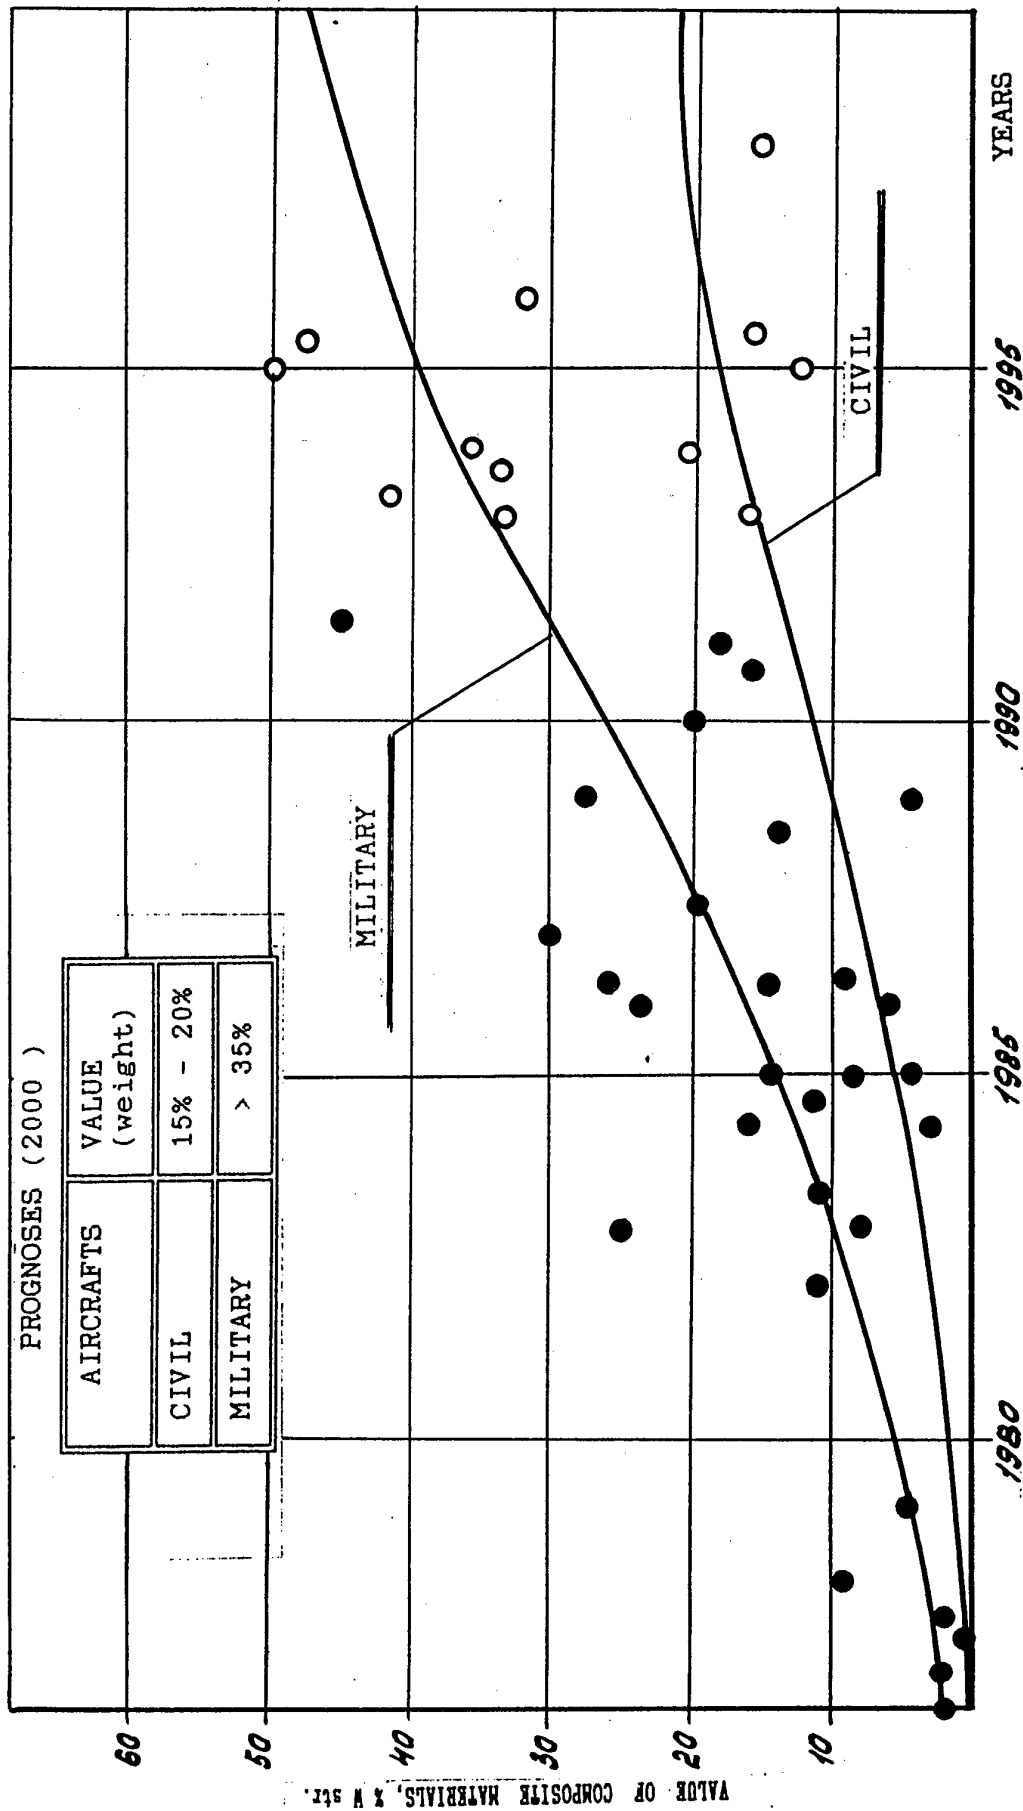 PROGNOSES (2000 )
AIRCRAFTS VALUE
(weight)
CIVIL 15% - 20%
MILITARY > 35%
MILITARY
CIVIL
60
50
40
30
20
10
VALUE OF COMPOSITE MATERIALS, % W str.
1980
1985
1990
1995
YEARS